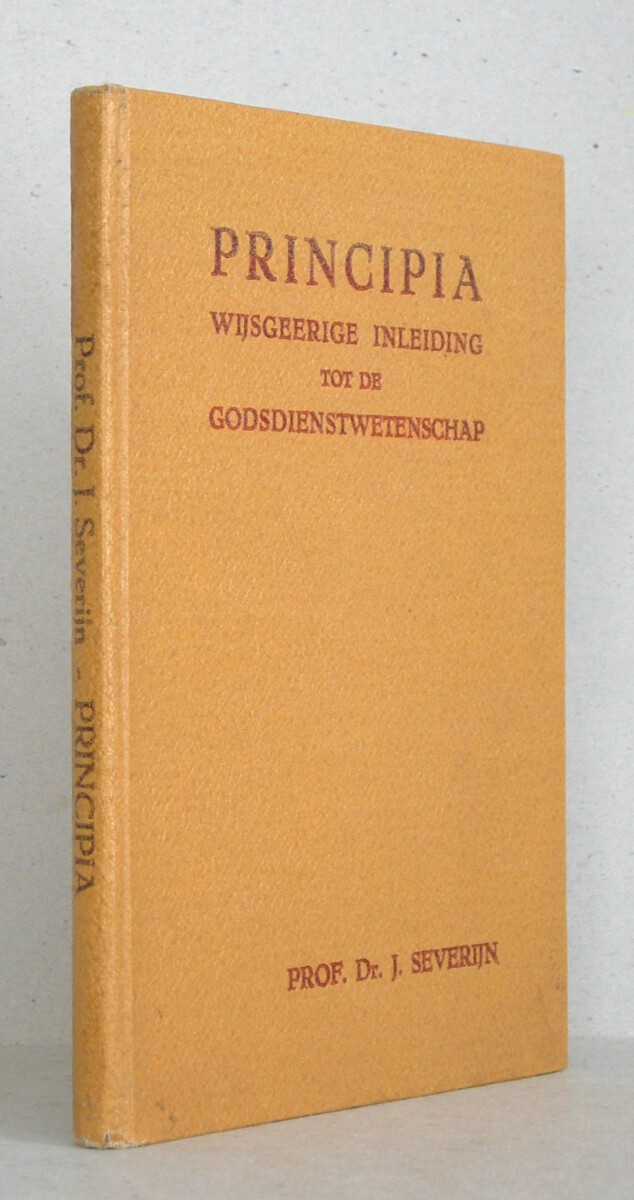 PRINCIPIA
WIJSGEERIGE INLEIDING
TOT DE
GODSDIENSTWETENSCHAP
PROF. Dr. J. SEVERIJN
Prof. Dr. J. Severijn - PRINCIPIA